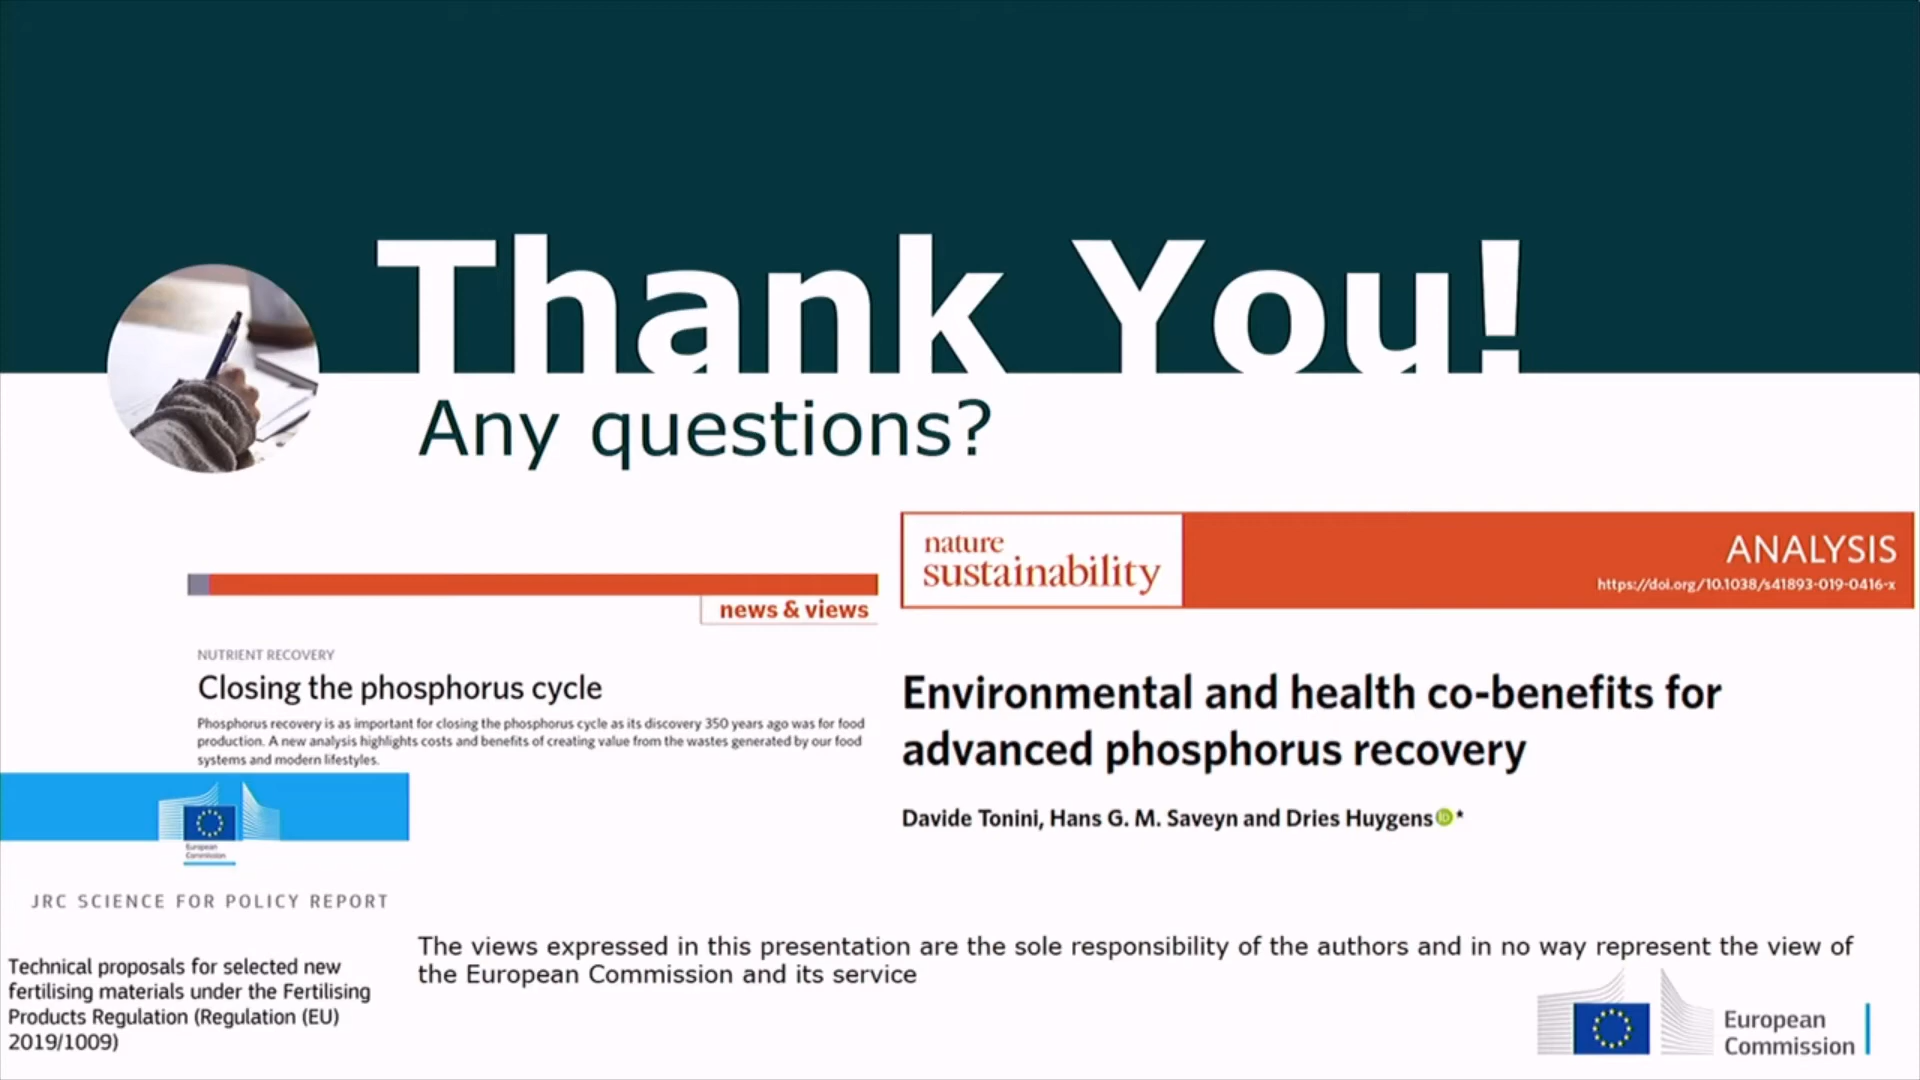 Thank You!
Any questions?
nature
sustainability
ANALYSIS
https://doi.org/10.1038/s41893-019-0416-x
news & views
NUTRIENT RECOVERY
Closing the phosphorus cycle
Phosphorus recovery is as important for closing the phosphorus cycle as its discovery 350 years ago was for food
production. A new analysis highlights costs and benefits of creating value from the wastes generated by our food
systems and modern lifestyles.
Environmental and health co-benefits for
advanced phosphorus recovery
Davide Tonini, Hans G. M. Saveyn and Dries Huygens iD *
European
Commission
JRC SCIENCE FOR POLICY REPORT
Technical proposals for selected new
fertilising materials under the Fertilising
Products Regulation (Regulation (EU)
2019/1009)
The views expressed in this presentation are the sole responsibility of the authors and in no way represent the view of
the European Commission and its service
European
Commission